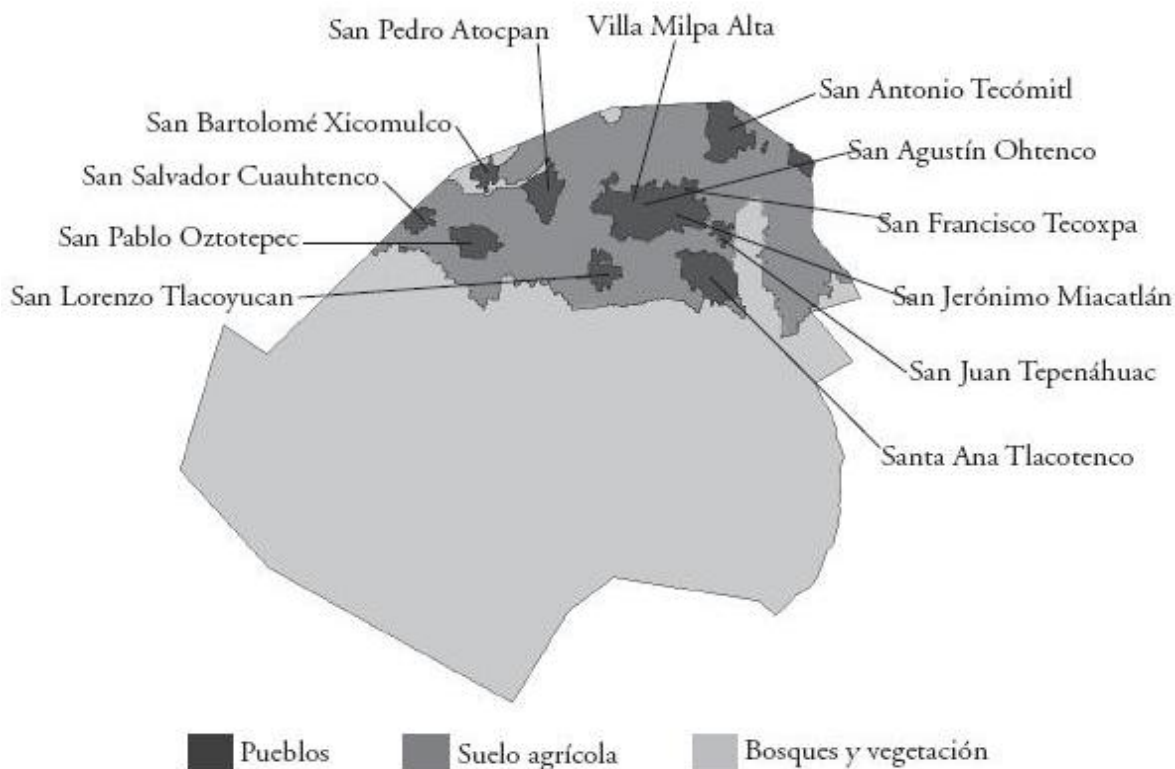 San Pedro Atocpan
Villa Milpa Alta
San Antonio Tecómitl
San Bartolomé Xicomulco
San Agustín Ohtenco
San Salvador Cuauhtenco
San Francisco Tecoxpa
San Pablo Oztotepec
San Lorenzo Tlacoyucan
San Jerónimo Miacatlán
San Juan Tepenáhuac
Santa Ana Tlacotenco
Pueblos
Suelo agrícola
Bosques y vegetación